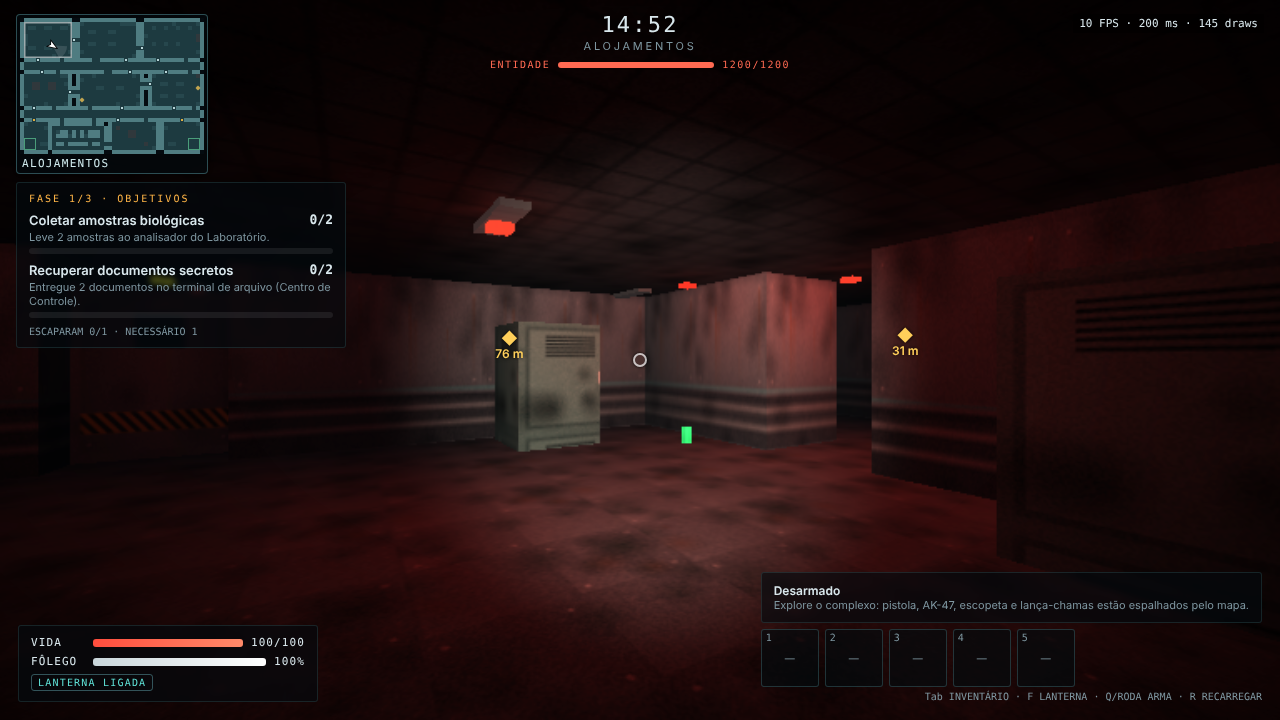 14:52
ALOJAMENTOS
ENTIDADE 1200/1200
10 FPS · 200 ms · 145 draws
ALOJAMENTOS
FASE 1/3 · OBJETIVOS
Coletar amostras biológicas 0/2
Leve 2 amostras ao analisador do Laboratório.
Recuperar documentos secretos 0/2
Entregue 2 documentos no terminal de arquivo (Centro de
Controle).
ESCAPARAM 0/1 · NECESSÁRIO 1
76 m
31 m
Desarmado
Explore o complexo: pistola, AK-47, escopeta e lança-chamas estão espalhados pelo mapa.
1 2 3 4 5
— — — — —
Tab INVENTÁRIO · F LANTERNA · Q/RODA ARMA · R RECARREGAR
VIDA 100/100
FÔLEGO 100%
LANTERNA LIGADA